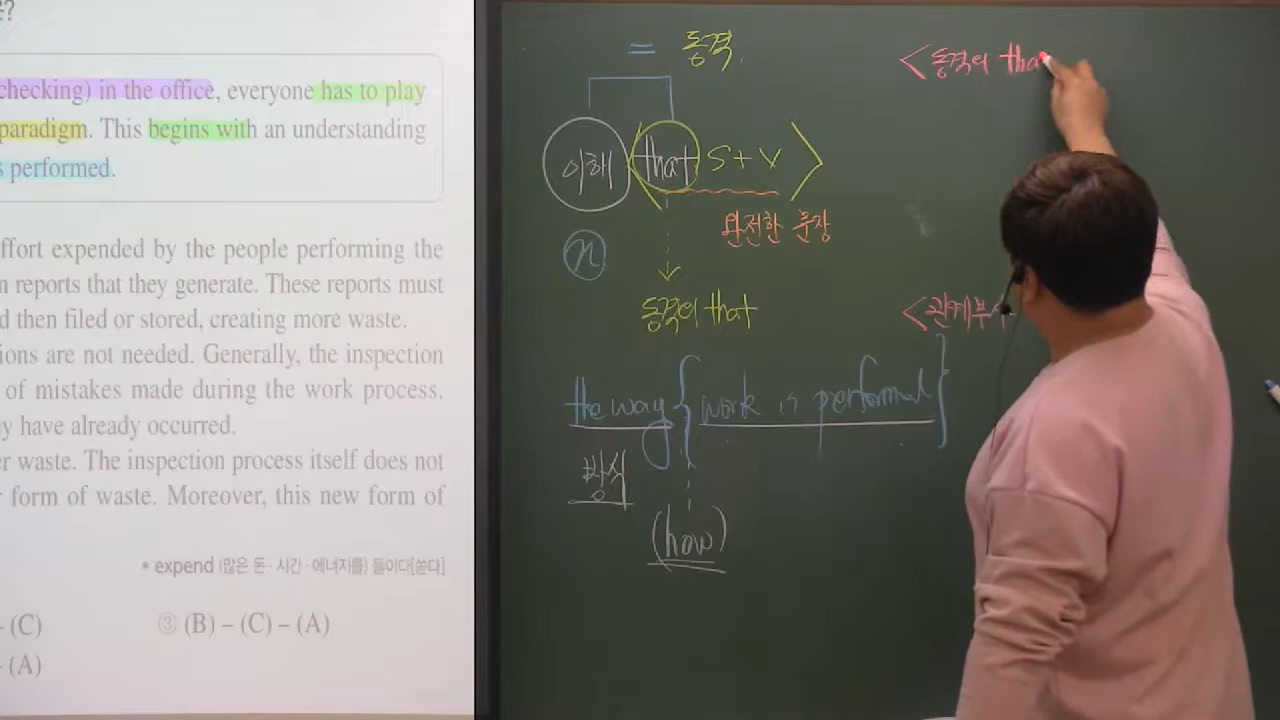 ?
checking) in the office, everyone has to play
paradigm. This begins with an understanding
s performed.
ffort expended by the people performing the
n reports that they generate. These reports must
d then filed or stored, creating more waste.
ions are not needed. Generally, the inspection
of mistakes made during the work process.
y have already occurred.
er waste. The inspection process itself does not
r form of waste. Moreover, this new form of
* expend (많은 돈·시간·에너지를) 들이다[쏟다]
- (C)
③ (B) – (C) – (A)
- (A)
= 동격.
이해 < that S + V >
완전한 문장
n
동격의 that
the way { work is performed }
방식
(how)
<동격의 that
<관계부사